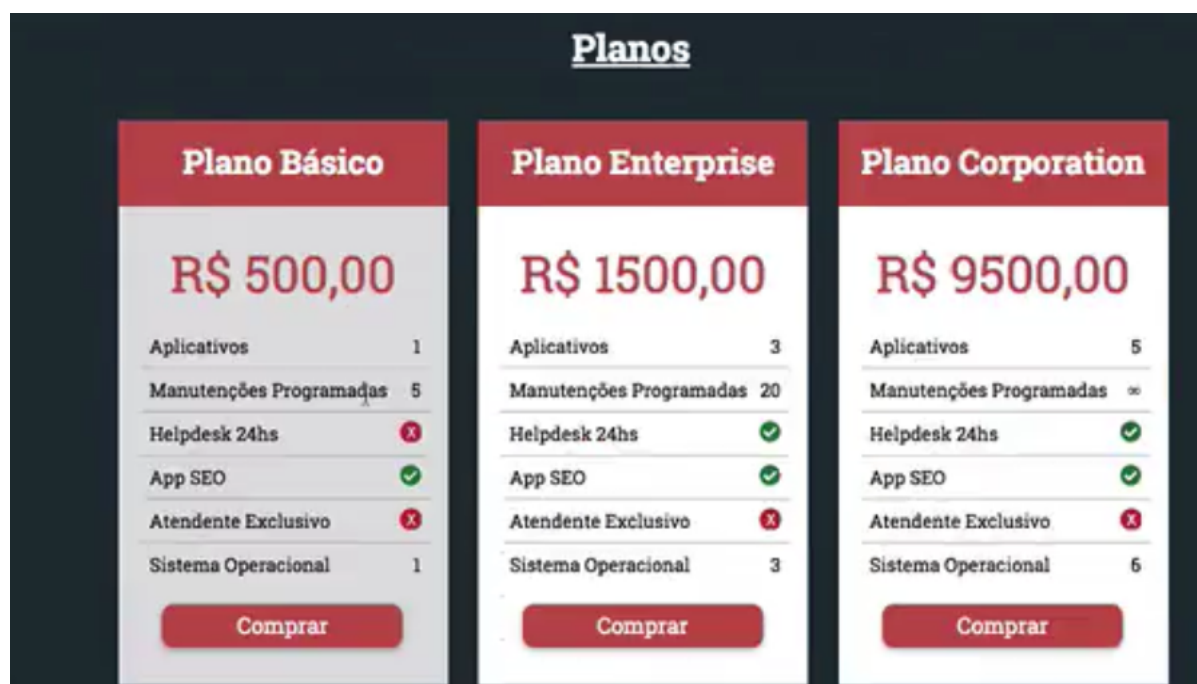 Planos
Plano Básico
R$ 500,00
Aplicativos 1
Manutenções Programadas 5
Helpdesk 24hs X
App SEO
Atendente Exclusivo X
Sistema Operacional 1
Comprar
Plano Enterprise
R$ 1500,00
Aplicativos 3
Manutenções Programadas 20
Helpdesk 24hs
App SEO
Atendente Exclusivo X
Sistema Operacional 3
Comprar
Plano Corporation
R$ 9500,00
Aplicativos 5
Manutenções Programadas ∞
Helpdesk 24hs
App SEO
Atendente Exclusivo X
Sistema Operacional 6
Comprar